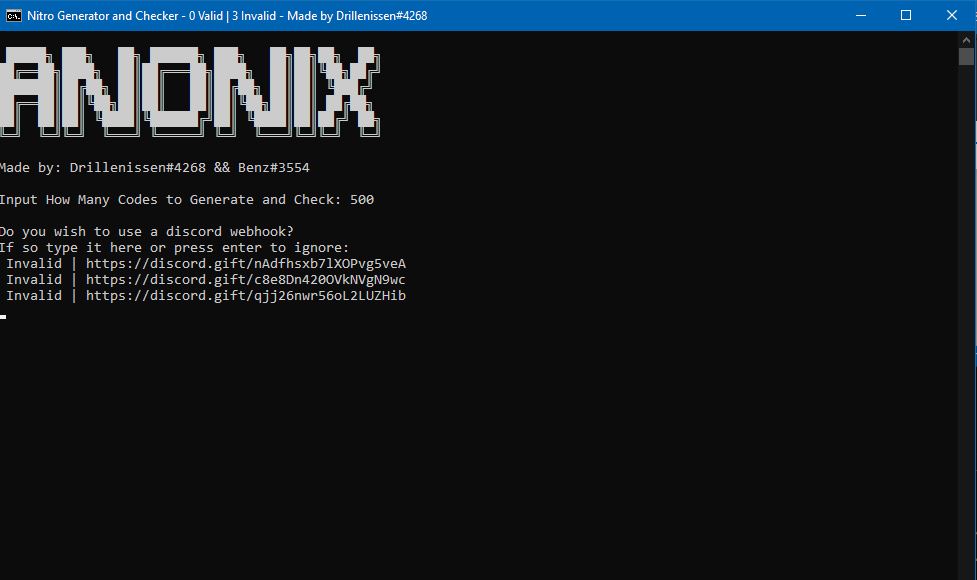 Nitro Generator and Checker - 0 Valid | 3 Invalid - Made by Drillenissen#4268
ANONIX
Made by: Drillenissen#4268 && Benz#3554
Input How Many Codes to Generate and Check: 500
Do you wish to use a discord webhook?
If so type it here or press enter to ignore:
Invalid | https://discord.gift/nAdfhsxb7lXOPvg5veA
Invalid | https://discord.gift/c8e8Dn420OVkNVgN9wc
Invalid | https://discord.gift/qjj26nwr56oL2LUZHib